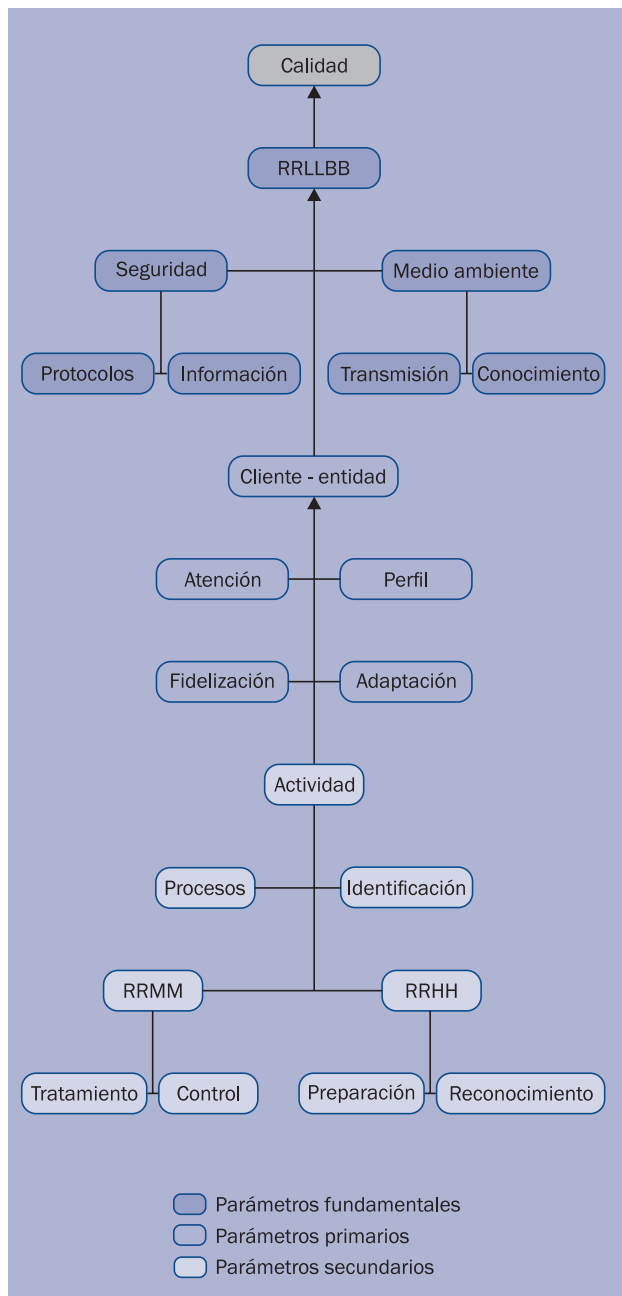 Calidad
RRLLBB
Seguridad
Medio ambiente
Protocolos
Información
Transmisión
Conocimiento
Cliente - entidad
Atención
Perfil
Fidelización
Adaptación
Actividad
Procesos
Identificación
RRMM
RRHH
Tratamiento
Control
Preparación
Reconocimiento
Parámetros fundamentales
Parámetros primarios
Parámetros secundarios